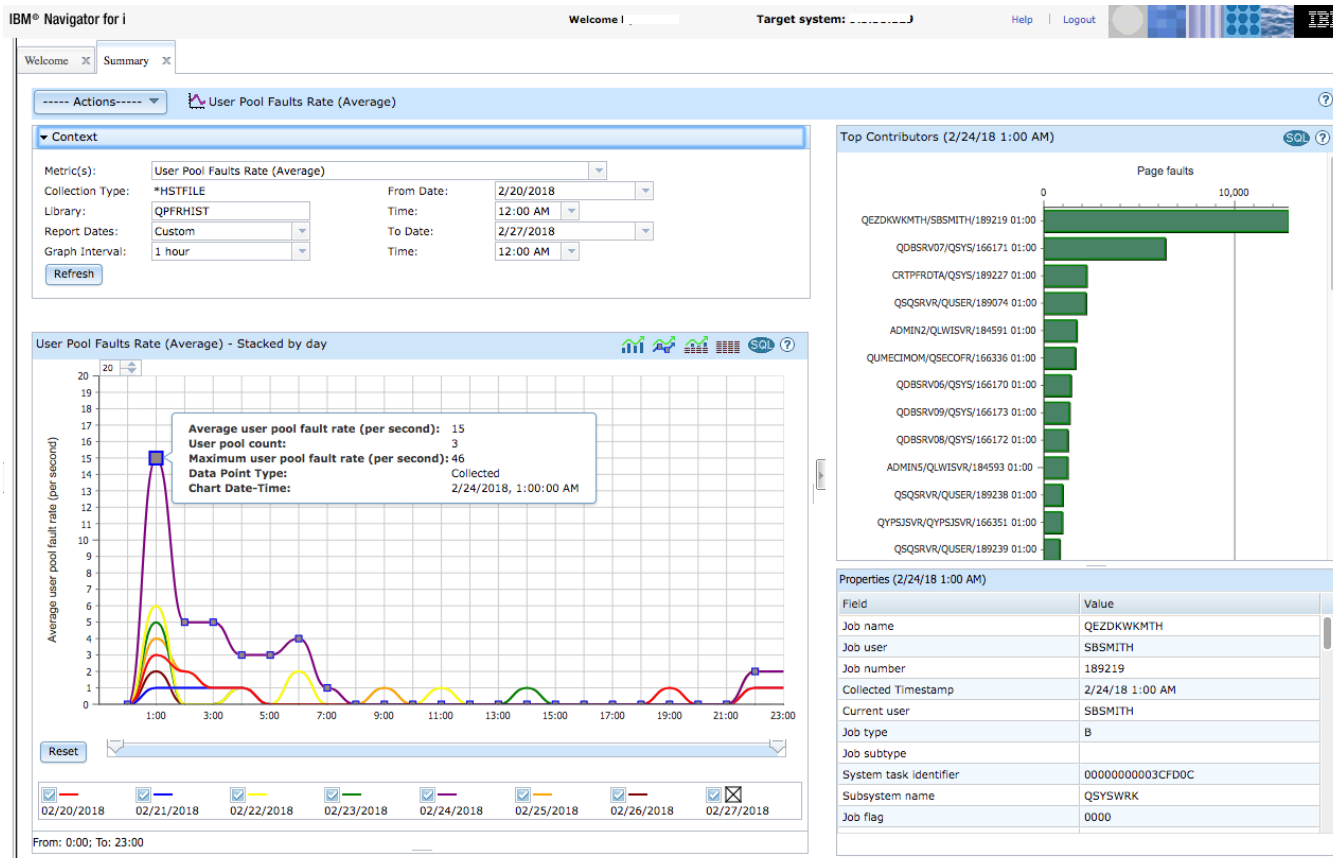 IBM® Navigator for i
Welcome
Target system:
Help | Logout
Welcome X Summary X
----- Actions-----
User Pool Faults Rate (Average)
Context
Metric(s): User Pool Faults Rate (Average)
Collection Type: *HSTFILE From Date: 2/20/2018
Library: QPFRHIST Time: 12:00 AM
Report Dates: Custom To Date: 2/27/2018
Graph Interval: 1 hour Time: 12:00 AM
Refresh
User Pool Faults Rate (Average) - Stacked by day
SQL ?
20
20
19
18
17
16
15
14
13
12
11
10
9
8
7
6
5
4
3
2
1
0
Average user pool fault rate (per second)
Average user pool fault rate (per second): 15
User pool count: 3
Maximum user pool fault rate (per second): 46
Data Point Type: Collected
Chart Date-Time: 2/24/2018, 1:00:00 AM
1:00 3:00 5:00 7:00 9:00 11:00 13:00 15:00 17:00 19:00 21:00 23:00
Reset
02/20/2018 02/21/2018 02/22/2018 02/23/2018 02/24/2018 02/25/2018 02/26/2018 02/27/2018
From: 0:00; To: 23:00
?
Top Contributors (2/24/18 1:00 AM)
SQL ?
Page faults
0 10,000
QEZDKWKMTH/SBSMITH/189219 01:00
QDBSRV07/QSYS/166171 01:00
CRTPFRDTA/QSYS/189227 01:00
QSQSRVR/QUSER/189074 01:00
ADMIN2/QLWISVR/184591 01:00
QUMECIMOM/QSECOFR/166336 01:00
QDBSRV06/QSYS/166170 01:00
QDBSRV09/QSYS/166173 01:00
QDBSRV08/QSYS/166172 01:00
ADMIN5/QLWISVR/184593 01:00
QSQSRVR/QUSER/189238 01:00
QYPSJSVR/QYPSJSVR/166351 01:00
QSQSRVR/QUSER/189239 01:00
Properties (2/24/18 1:00 AM)
Field Value
Job name QEZDKWKMTH
Job user SBSMITH
Job number 189219
Collected Timestamp 2/24/18 1:00 AM
Current user SBSMITH
Job type B
Job subtype
System task identifier 00000000003CFD0C
Subsystem name QSYSWRK
Job flag 0000